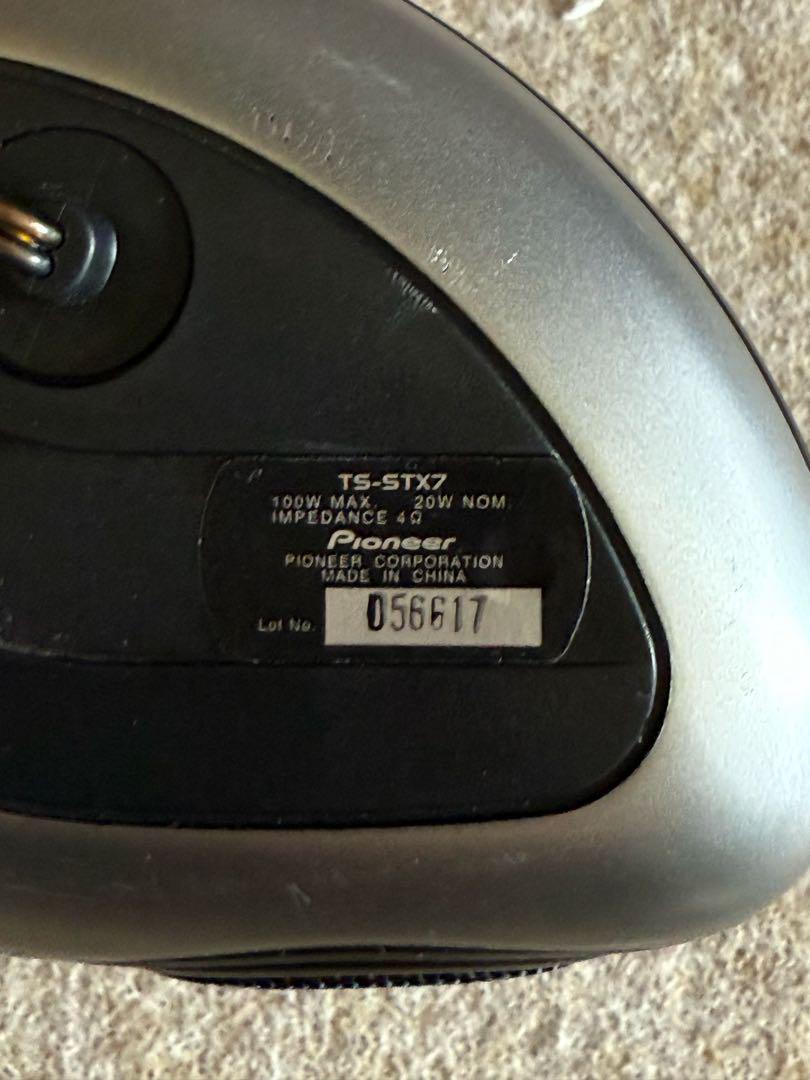 TS-STX7
100W MAX. 20W NOM.
IMPEDANCE 4Ω
Pioneer
PIONEER CORPORATION
MADE IN CHINA
Lot No. 056617